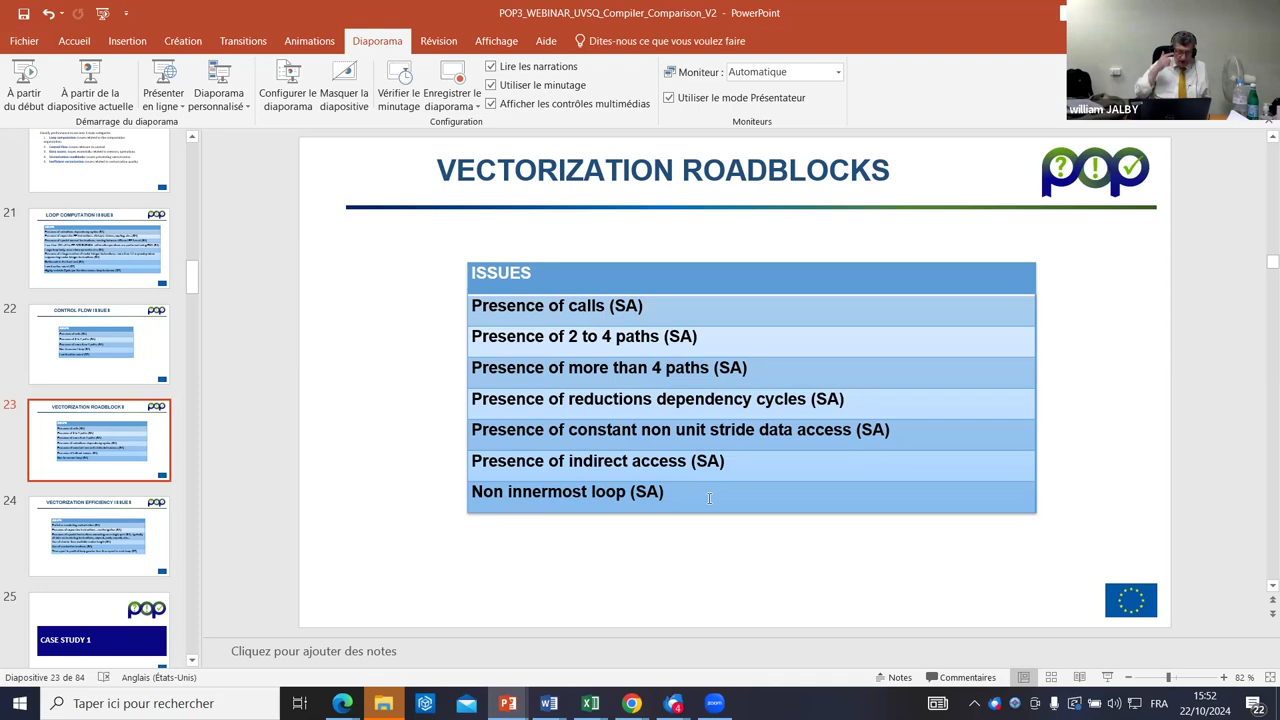 POP3_WEBINAR_UVSQ_Compiler_Comparison_V2 - PowerPoint
Fichier Accueil Insertion Création Transitions Animations Diaporama Révision Affichage Aide Dites-nous ce que vous voulez faire
À partir du début
À partir de la diapositive actuelle
Présenter en ligne
Diaporama personnalisé
Démarrage du diaporama
Configurer le diaporama
Masquer la diapositive
Vérifier le minutage
Enregistrer le diaporama
Lire les narrations
Utiliser le minutage
Afficher les contrôles multimédias
Configuration
Moniteur : Automatique
Utiliser le mode Présentateur
Moniteurs
william JALBY
21
LOOP COMPUTATION ISSUES
22
CONTROL FLOW ISSUES
23
VECTORIZATION ROADBLOCKS
24
VECTORIZATION EFFICIENCY ISSUES
25
pop
CASE STUDY 1
VECTORIZATION ROADBLOCKS
pop
ISSUES
Presence of calls (SA)
Presence of 2 to 4 paths (SA)
Presence of more than 4 paths (SA)
Presence of reductions dependency cycles (SA)
Presence of constant non unit stride data access (SA)
Presence of indirect access (SA)
Non innermost loop (SA)
Cliquez pour ajouter des notes
Diapositive 23 de 84 Anglais (États-Unis) Notes Commentaires 82 %
Taper ici pour rechercher
zoom
4
15:52
22/10/2024
22